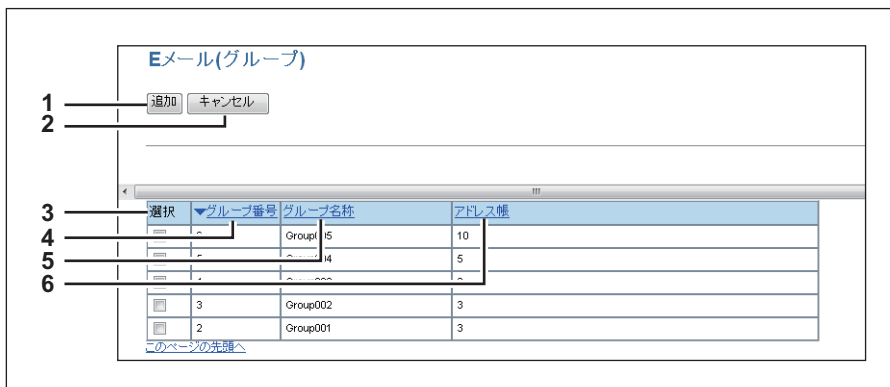 Eメール(グループ)
1 追加 キャンセル
2
3 選択 ▼グループ番号 グループ名称 アドレス帳
4 10
5 5
6
3 Group002 3
2 Group001 3
このページの先頭へ